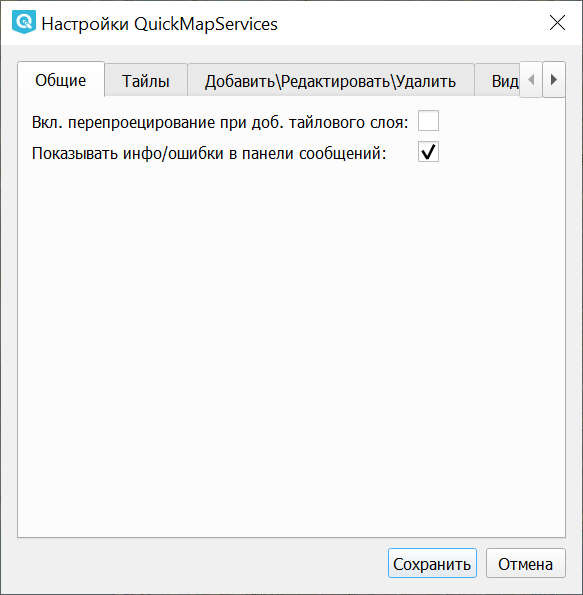 Настройки QuickMapServices
Общие Тайлы Добавить\Редактировать\Удалить Вид
Вкл. перепроецирование при доб. тайлового слоя:
Показывать инфо/ошибки в панели сообщений:
Сохранить Отмена